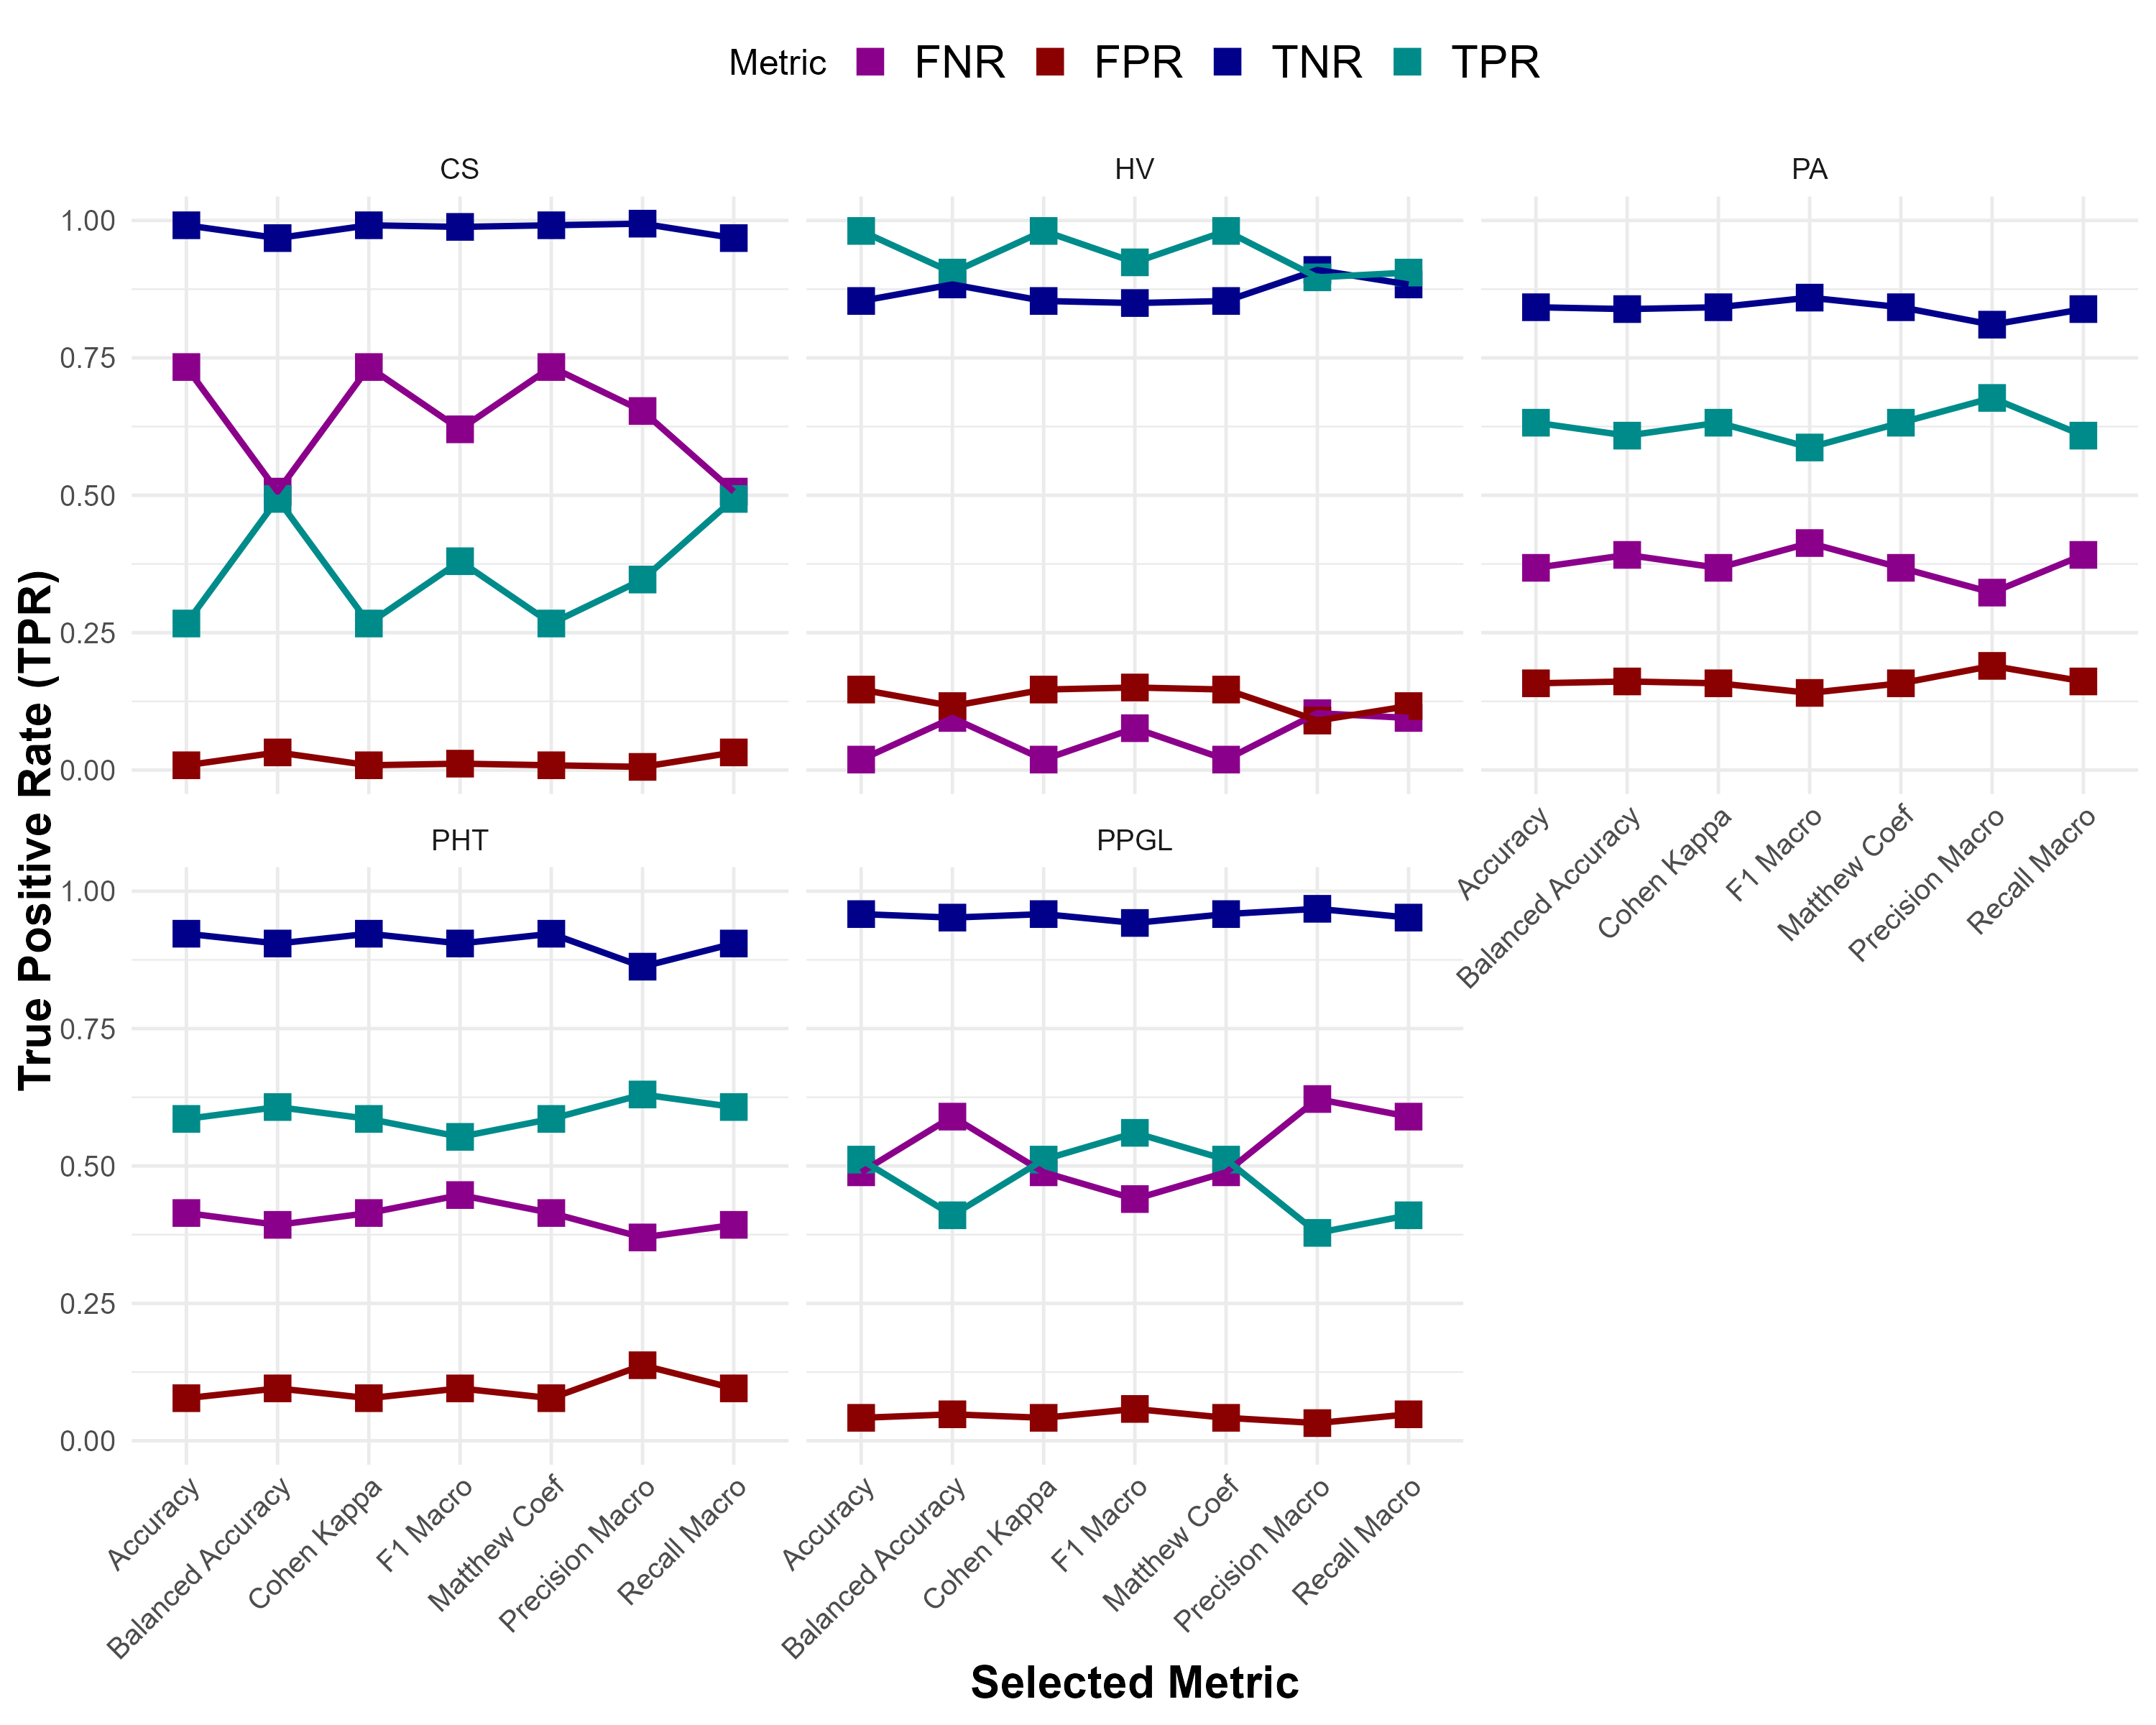 Metric FNR FPR TNR TPR
CS HV PA
1.00
0.75
0.50
0.25
0.00
Accuracy
Balanced Accuracy
Cohen Kappa
F1 Macro
Matthew Coef
Precision Macro
Recall Macro
PHT PPGL
1.00
0.75
0.50
0.25
0.00
Accuracy
Balanced Accuracy
Cohen Kappa
F1 Macro
Matthew Coef
Precision Macro
Recall Macro
Accuracy
Balanced Accuracy
Cohen Kappa
F1 Macro
Matthew Coef
Precision Macro
Recall Macro
True Positive Rate (TPR)
Selected Metric